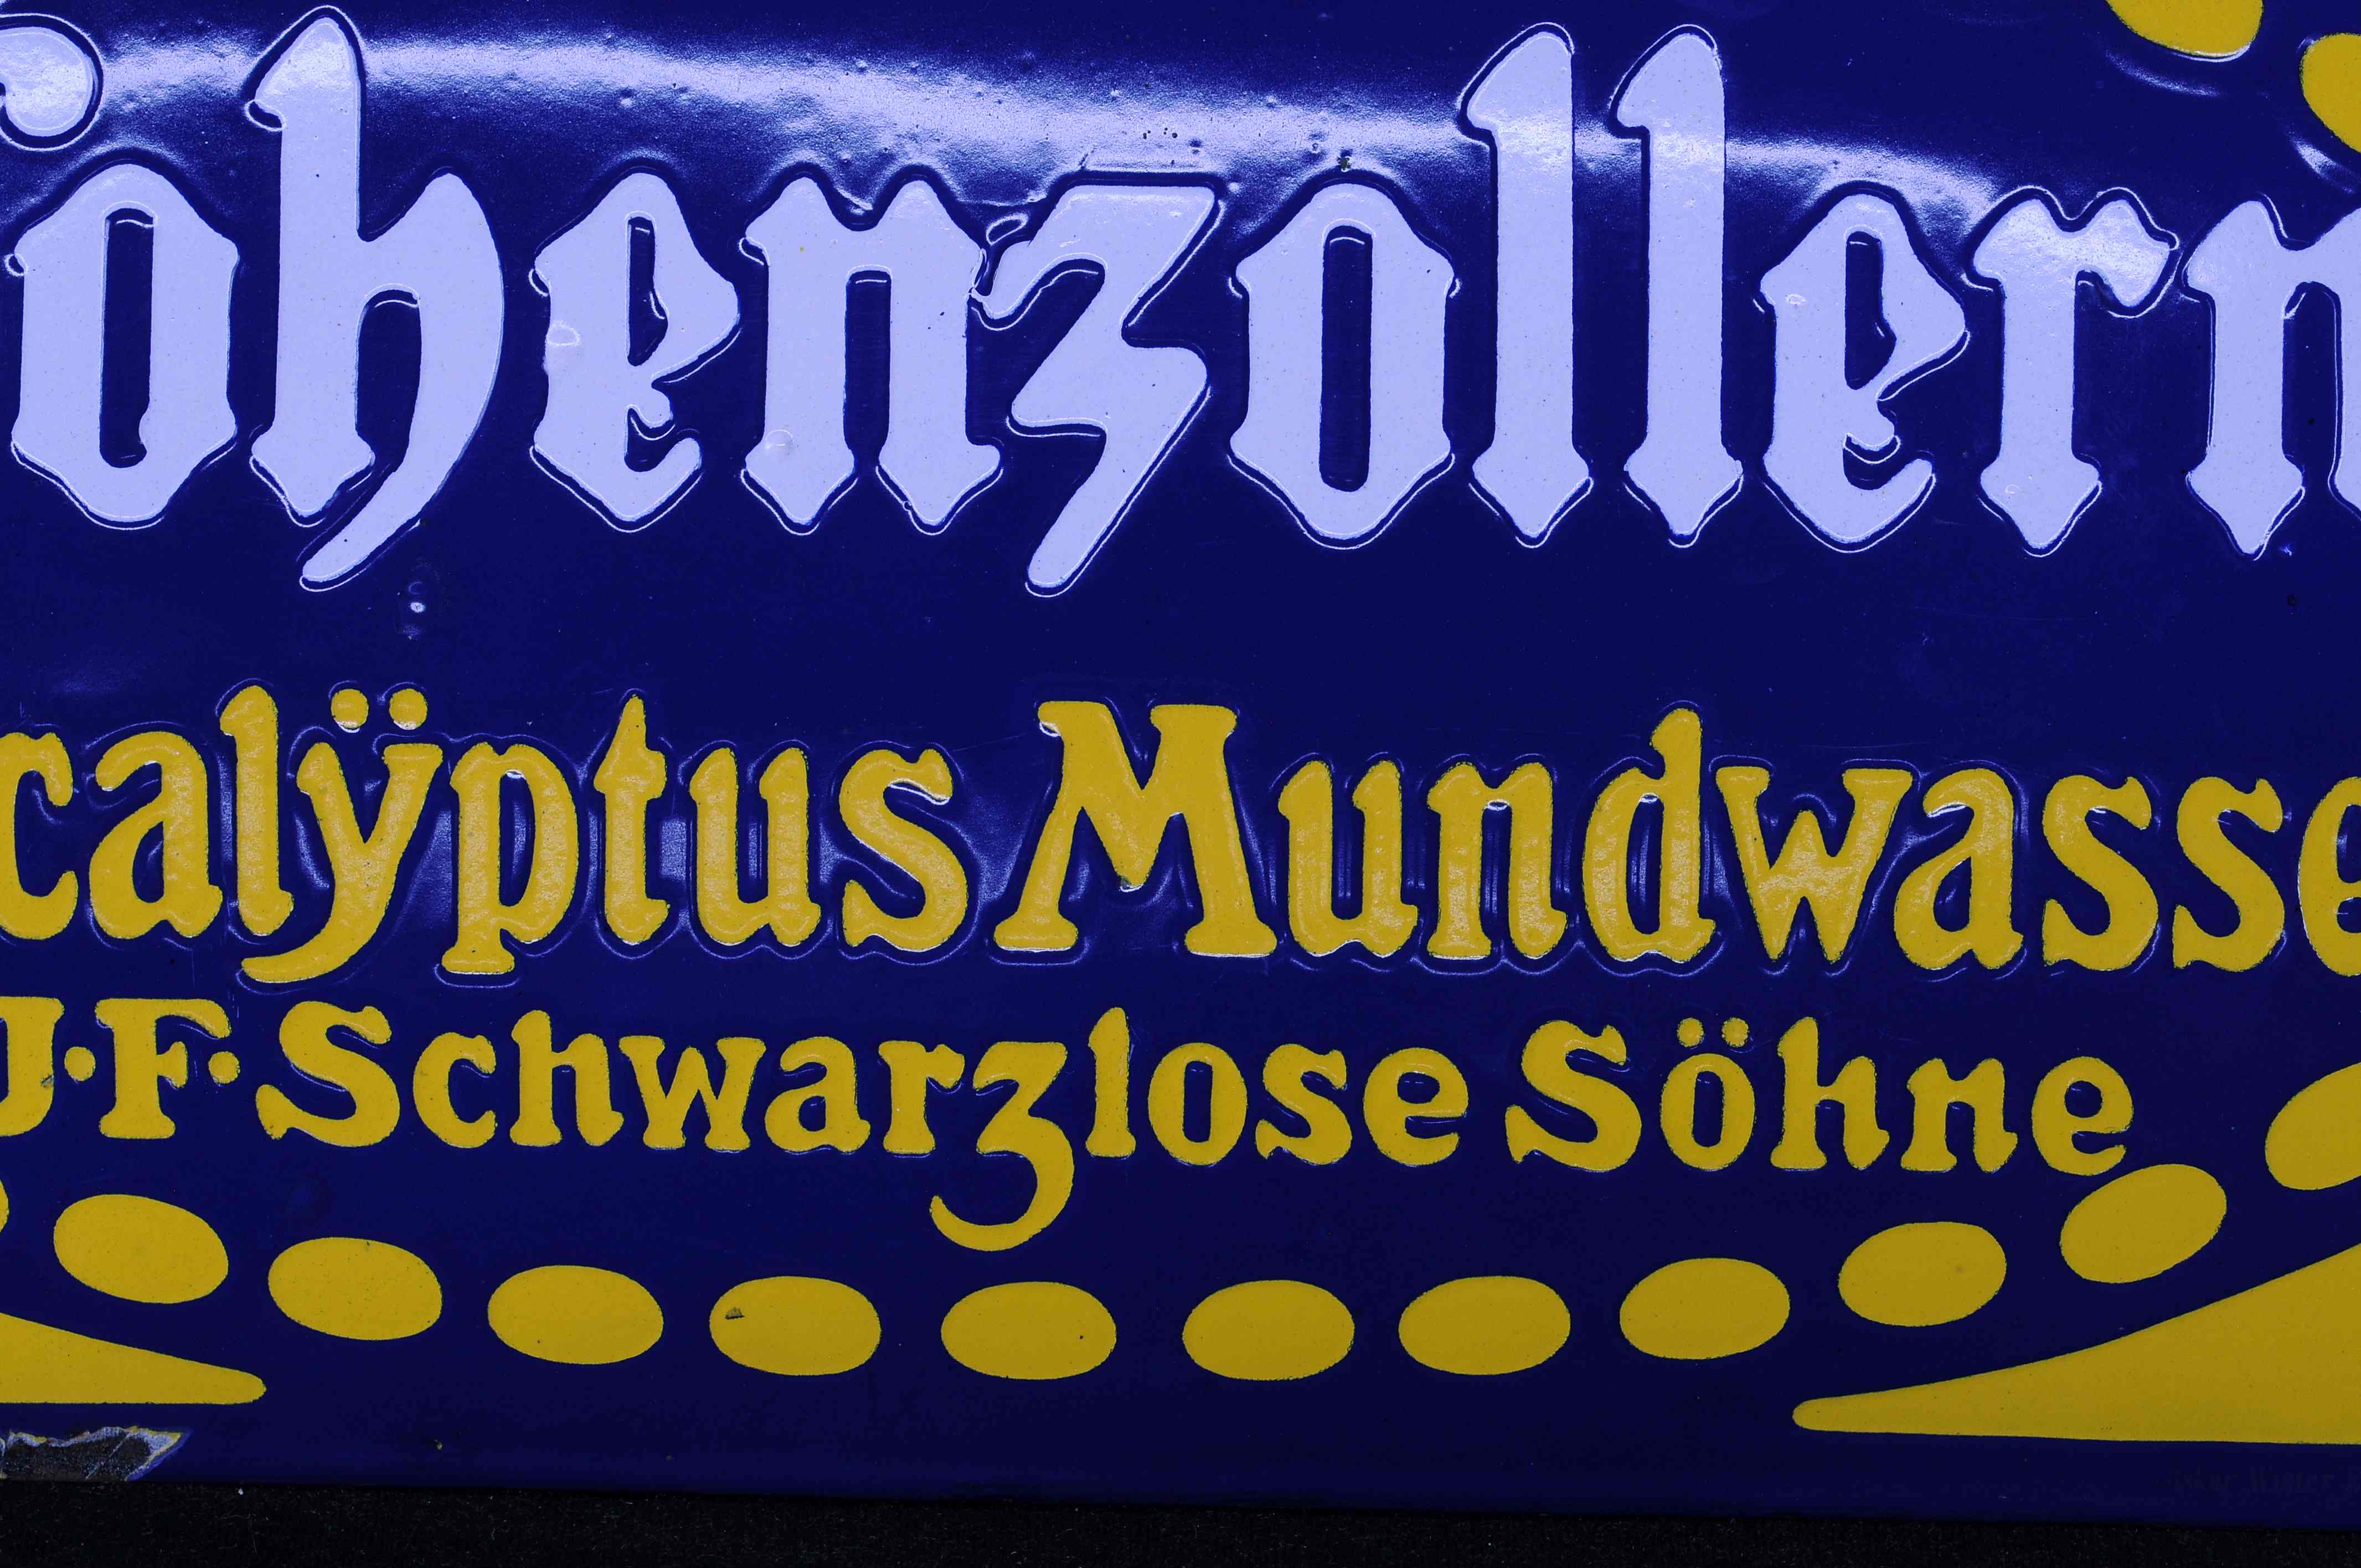 ohenzollern
calÿptus Mundwasse
J·F·Schwarzlose Söhne